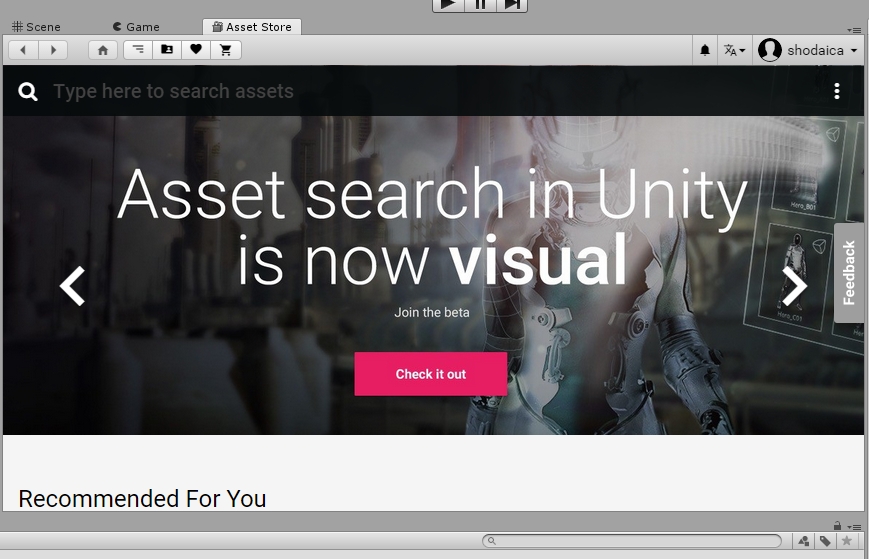 Scene
Game
Asset Store
shodaica
Type here to search assets
Asset search in Unity
is now visual
Join the beta
Check it out
Feedback
Hero_B01
Hero_C01
Recommended For You